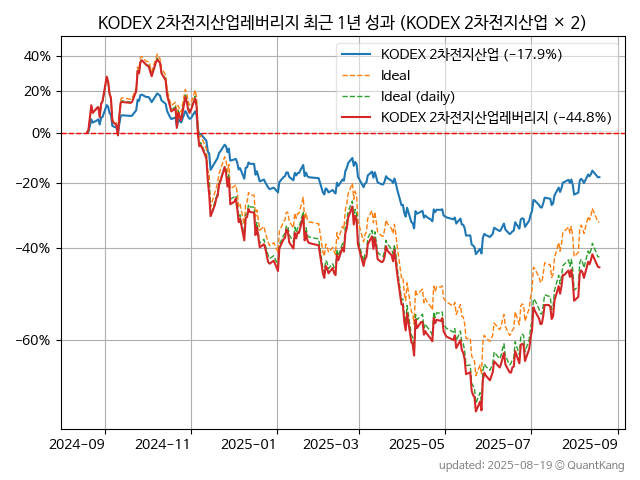 KODEX 2차전지산업레버리지 최근 1년 성과 (KODEX 2차전지산업 × 2)
KODEX 2차전지산업 (−17.9%)
Ideal
Ideal (daily)
KODEX 2차전지산업레버리지 (−44.8%)
40%
20%
0%
−20%
−40%
−60%
2024-09
2024-11
2025-01
2025-03
2025-05
2025-07
2025-09
updated: 2025-08-19 © QuantKang